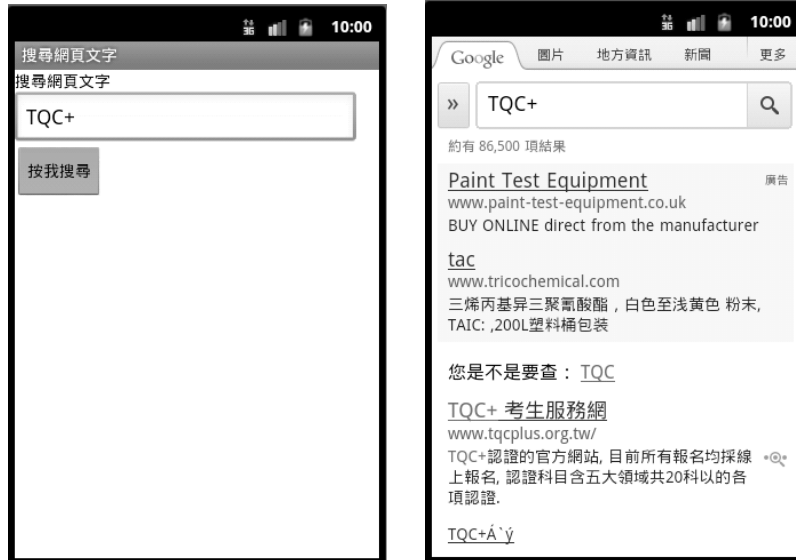 3G 10:00
搜尋網頁文字
搜尋網頁文字
TQC+
按我搜尋
3G 10:00
Google 圖片 地方資訊 新聞 更多
» TQC+
約有 86,500 項結果
Paint Test Equipment 廣告
www.paint-test-equipment.co.uk
BUY ONLINE direct from the manufacturer
tac
www.tricochemical.com
三烯丙基异三聚氰酸酯，白色至浅黄色 粉末,
TAIC: ,200L塑料桶包装
您是不是要查： TQC
TQC+ 考生服務網
www.tqcplus.org.tw/
TQC+認證的官方網站, 目前所有報名均採線
上報名, 認證科目含五大領域共20科以的各
項認證.
TQC+Á`ý